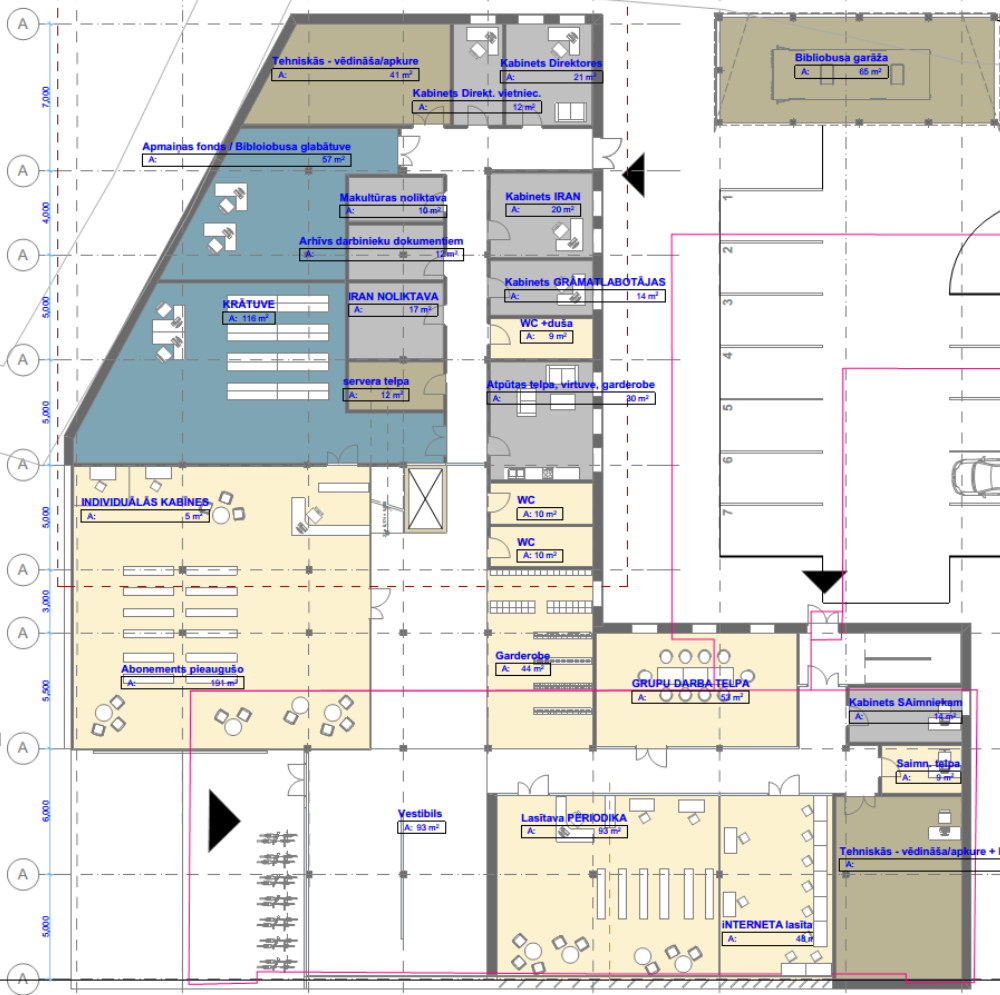 A
Tehniskās - vēdināša/apkure
A: 41 m²
Kabinets Direktores
A: 21 m²
Kabinets Direkt. vietniec.
A: 12 m²
Bibliobusa garāža
A: 65 m²
7,000
Apmaiņas fonds / Bibloiobusa glabātuve
A: 57 m²
A
Makultūras noliktava
A: 10 m²
Kabinets IRAN
A: 20 m²
1
4,000
Arhīvs darbinieku dokumentiem
A: 12 m²
2
A
Kabinets GRĀMATLABOTĀJAS
A: 14 m²
KRĀTUVE
A: 116 m²
IRAN NOLIKTAVA
A: 17 m²
3
5,000
WC +duša
A: 9 m²
4
A
servera telpa
A: 12 m²
Atpūtas telpa, virtuve, garderobe
A: 30 m²
5
5,000
6
A
INDIVIDUĀLĀS KABĪNES
A: 5 m²
WC
A: 10 m²
7
5,000
WC
A: 10 m²
A
3,000
A
Garderobe
A: 44 m²
Abonements pieaugušo
A: 191 m²
GRUPU DARBA TELPA
A: 53 m²
5,500
Kabinets SAimniekam
A: 14 m²
A
Saimn. telpa
A: 9 m²
6,000
Vestibils
A: 93 m²
Lasītava PERIODIKA
A: 93 m²
Tehniskās - vēdināša/apkure +
A:
A
iNTERNETA lasīta
A: 48
5,000
A